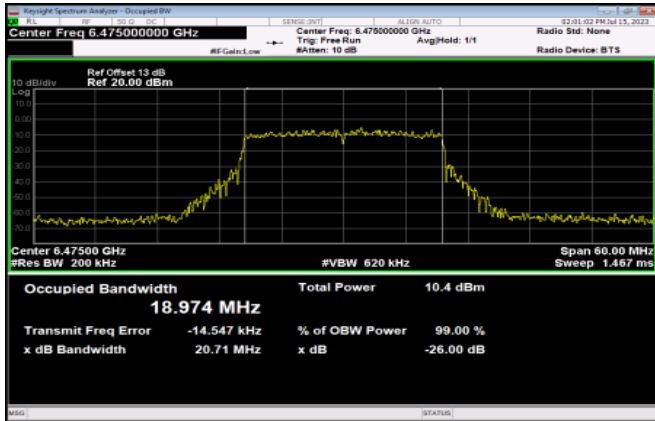 Keysight Spectrum Analyzer - Occupied BW
RL RF 50 Ω DC SENSE:INT ALIGN AUTO 02:01:02 PM Jul 15, 2023
Center Freq 6.475000000 GHz Center Freq: 6.475000000 GHz Radio Std: None
Trig: Free Run Avg|Hold: 1/1
#IFGain:Low #Atten: 10 dB Radio Device: BTS
Ref Offset 13 dB
10 dB/div Ref 20.00 dBm
Log
10.0
0.00
-10.0
-20.0
-30.0
-40.0
-50.0
-60.0
-70.0
Center 6.47500 GHz Span 60.00 MHz
#Res BW 200 kHz #VBW 620 kHz Sweep 1.467 ms
Occupied Bandwidth Total Power 10.4 dBm
18.974 MHz
Transmit Freq Error -14.547 kHz % of OBW Power 99.00 %
x dB Bandwidth 20.71 MHz x dB -26.00 dB
MSG STATUS